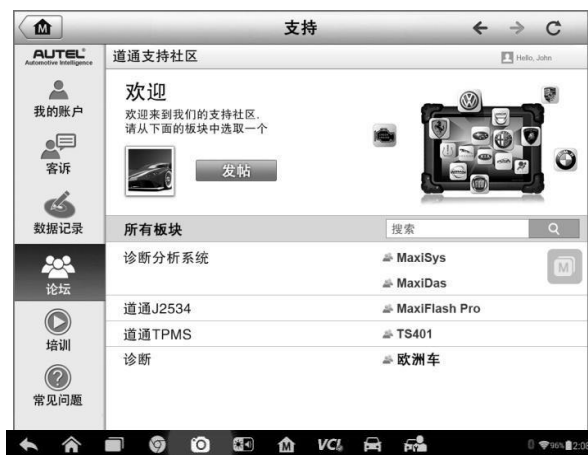 支持
AUTEL
Automotive Intelligence
道通支持社区
Hello, John
我的账户
客诉
数据记录
论坛
培训
常见问题
欢迎
欢迎来到我们的支持社区.
请从下面的板块中选取一个
发帖
所有板块
搜索
诊断分析系统
MaxiSys
MaxiDas
道通J2534
MaxiFlash Pro
道通TPMS
TS401
诊断
欧洲车
VCI
96%
2:08